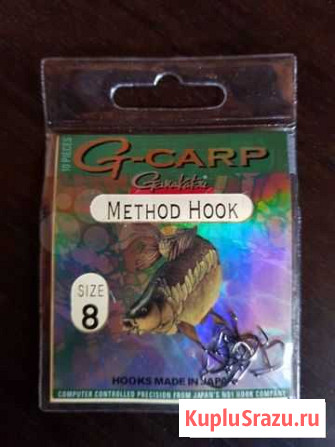 10 PIECES
G-CARP
Gamakatsu
METHOD HOOK
SIZE
8
HOOKS MADE IN JAPAN
COMPUTER CONTROLLED PRECISION FROM JAPAN'S NO1 HOOK COMPANY
KupluSrazu.ru